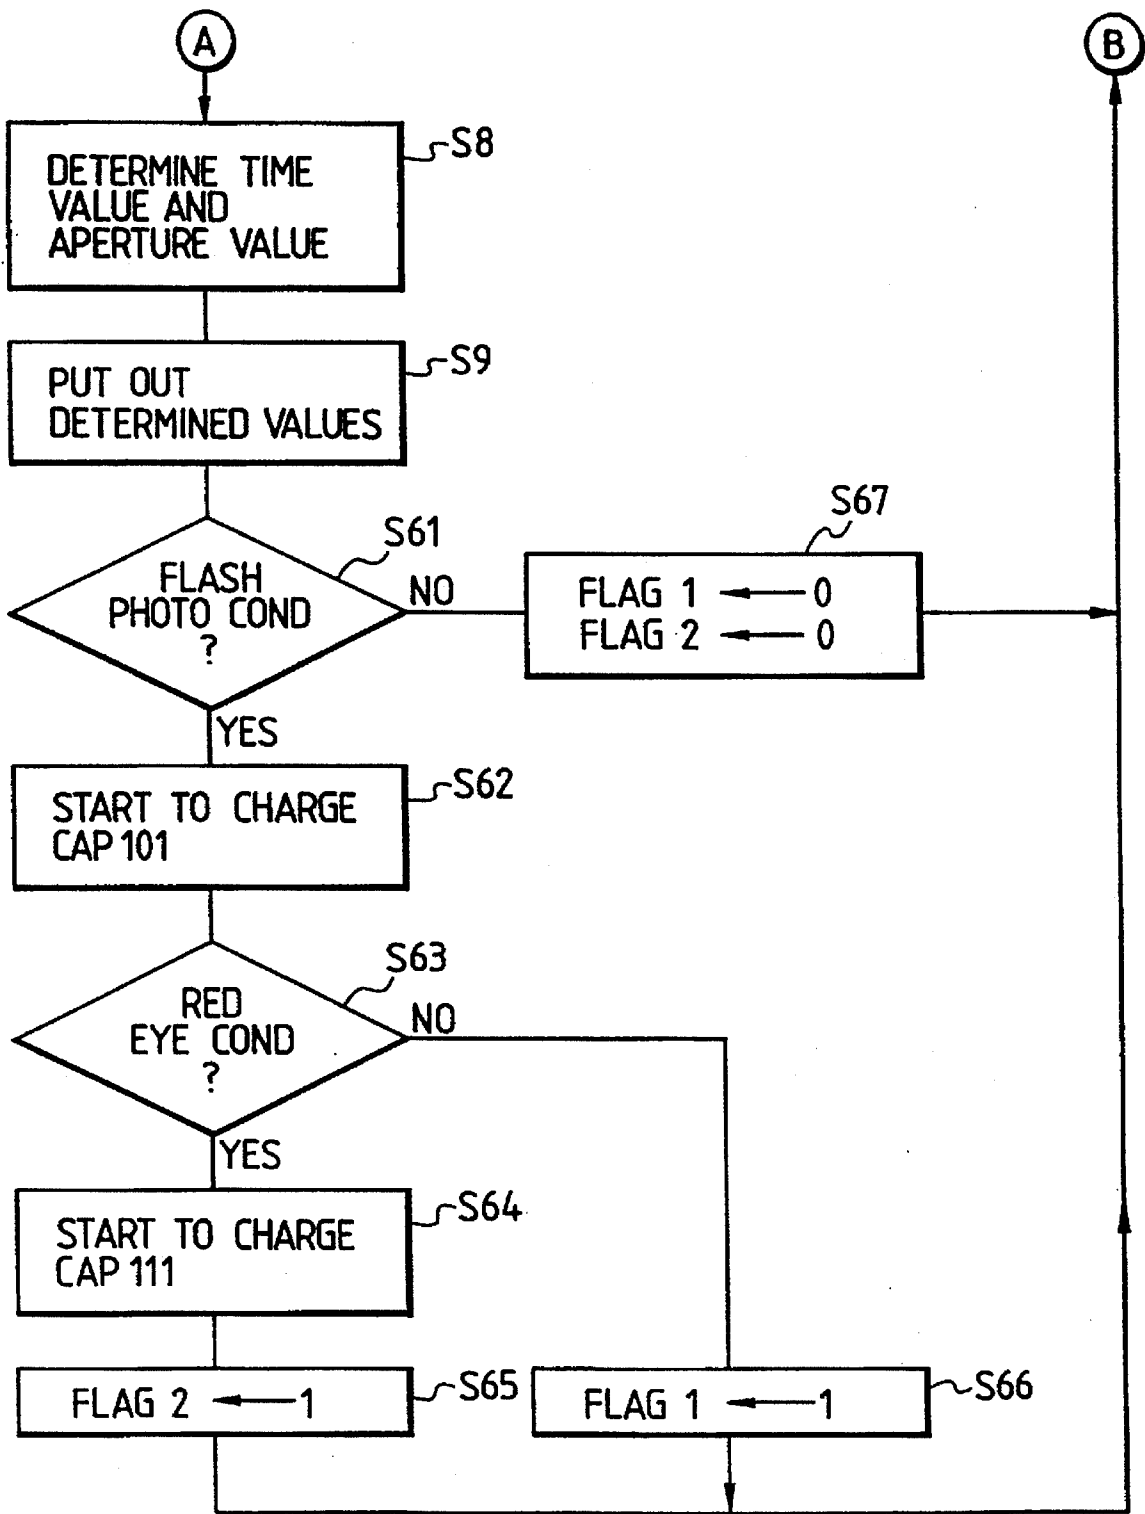 A
B
S8
DETERMINE TIME
VALUE AND
APERTURE VALUE
S9
PUT OUT
DETERMINED VALUES
S61
FLASH
PHOTO COND
?
NO
YES
S67
FLAG 1 ← 0
FLAG 2 ← 0
S62
START TO CHARGE
CAP 101
S63
RED
EYE COND
?
NO
YES
S64
START TO CHARGE
CAP 111
S65
FLAG 2 ← 1
S66
FLAG 1 ← 1